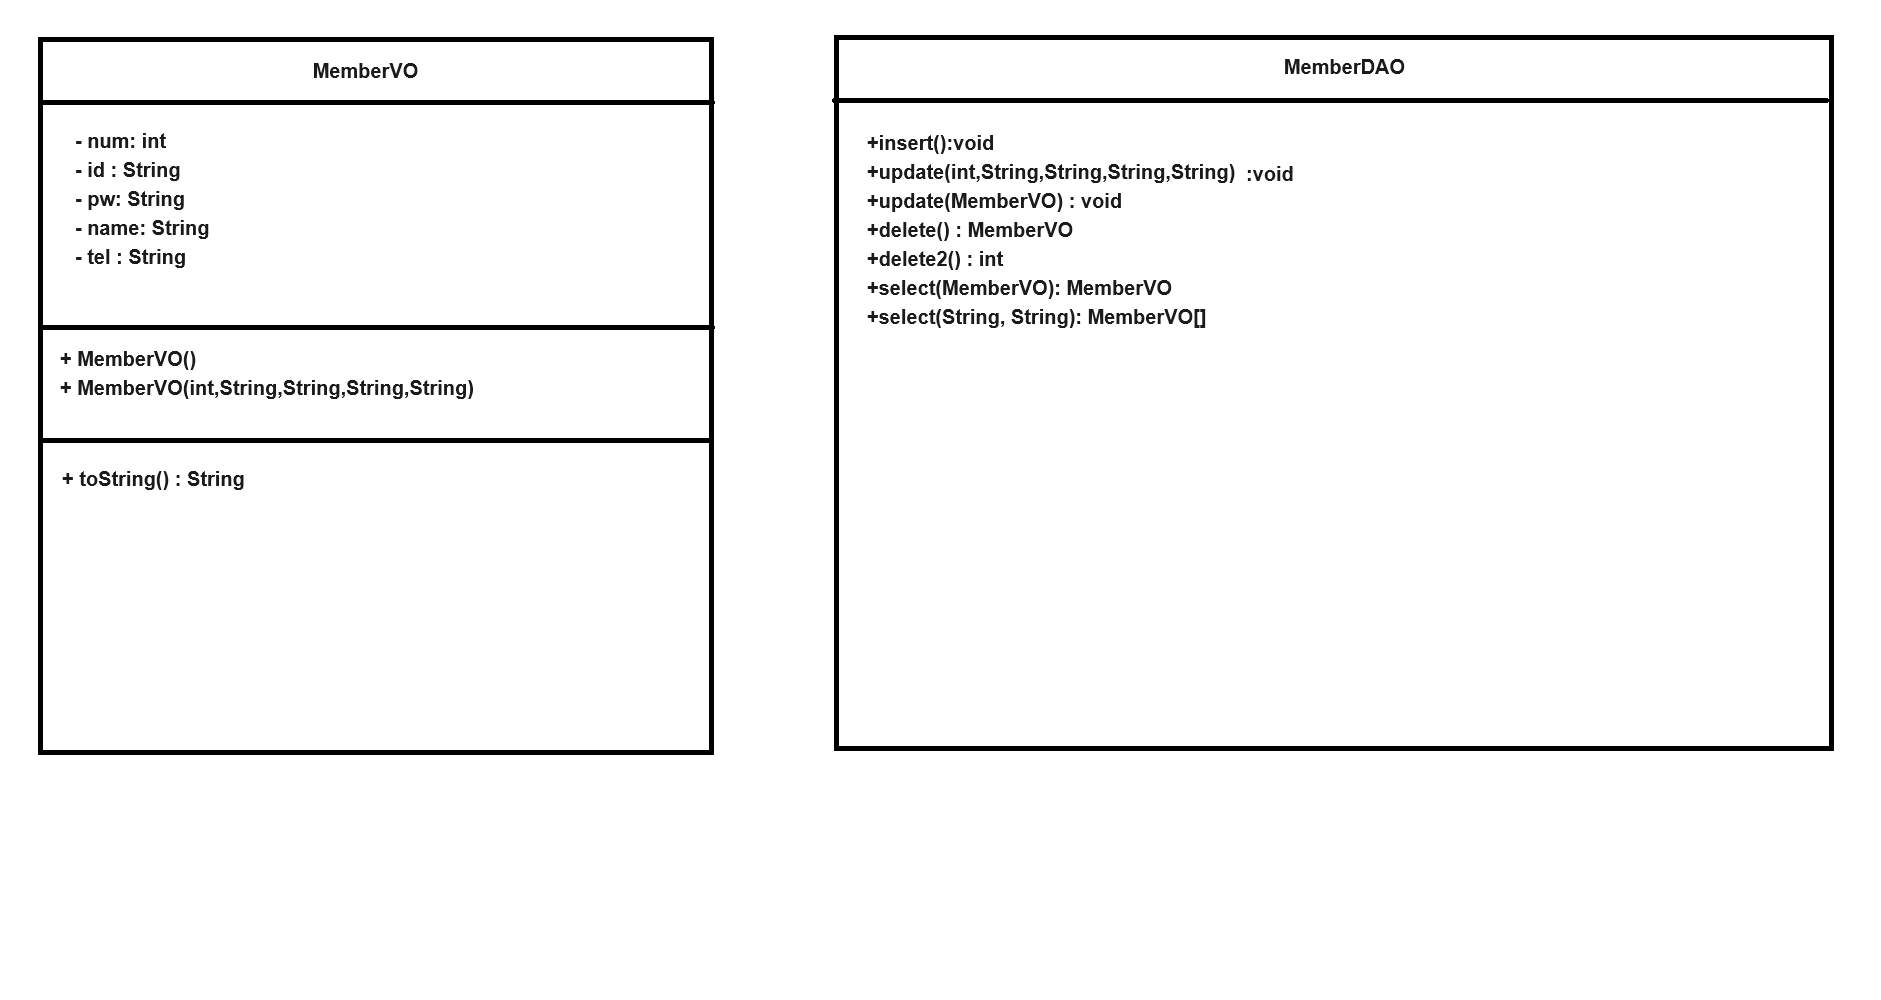 MemberVO
- num: int
- id : String
- pw: String
- name: String
- tel : String
+ MemberVO()
+ MemberVO(int,String,String,String,String)
+ toString() : String
MemberDAO
+insert():void
+update(int,String,String,String,String) :void
+update(MemberVO) : void
+delete() : MemberVO
+delete2() : int
+select(MemberVO): MemberVO
+select(String, String): MemberVO[]